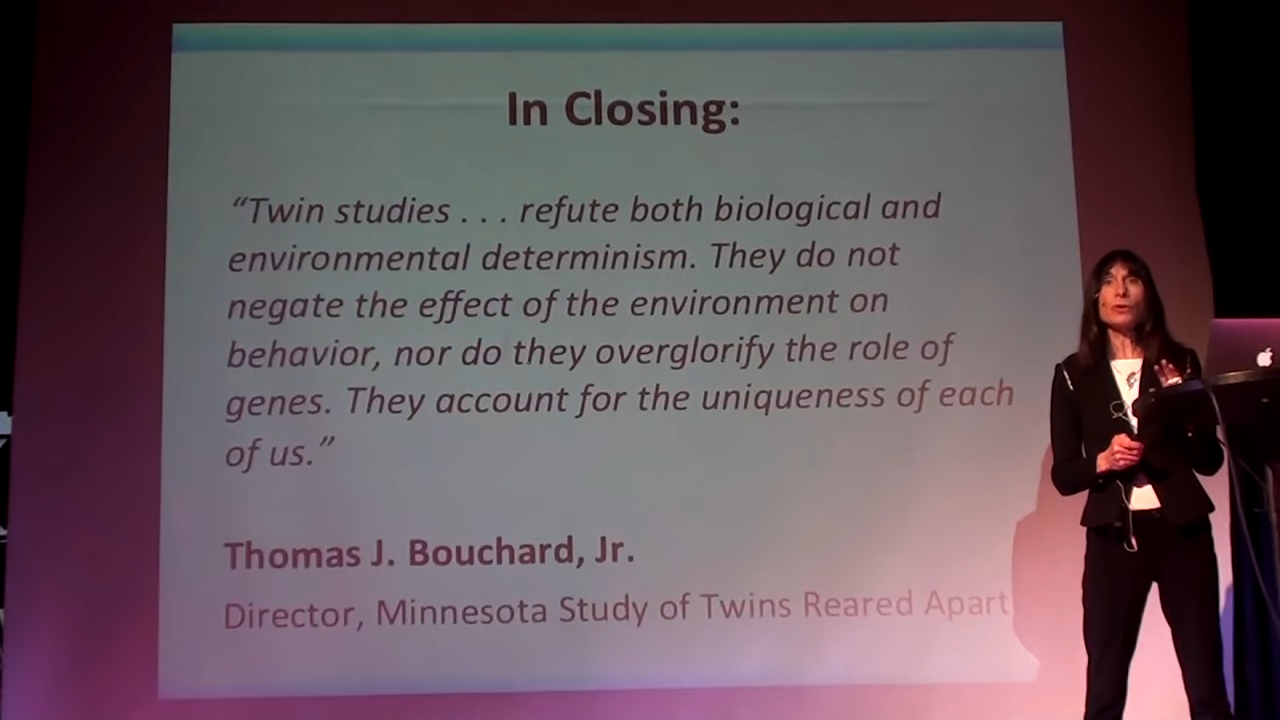 In Closing:
“Twin studies . . . refute both biological and
environmental determinism. They do not
negate the effect of the environment on
behavior, nor do they overglorify the role of
genes. They account for the uniqueness of each
of us.”
Thomas J. Bouchard, Jr.
Director, Minnesota Study of Twins Reared Apart